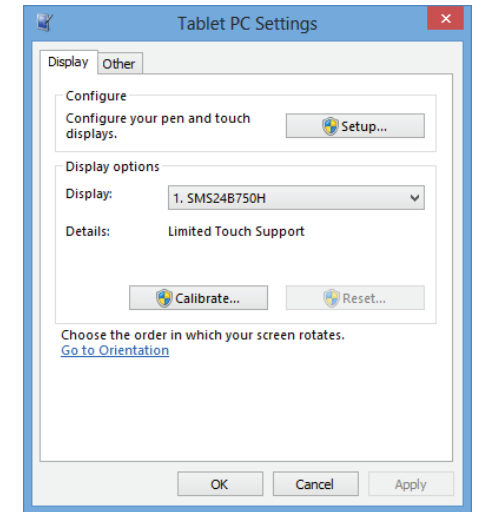 Tablet PC Settings
Display
Other
Configure
Configure your pen and touch
displays.
Setup...
Display options
Display:
1. SMS24B750H
Details:
Limited Touch Support
Calibrate...
Reset...
Choose the order in which your screen rotates.
Go to Orientation
OK
Cancel
Apply